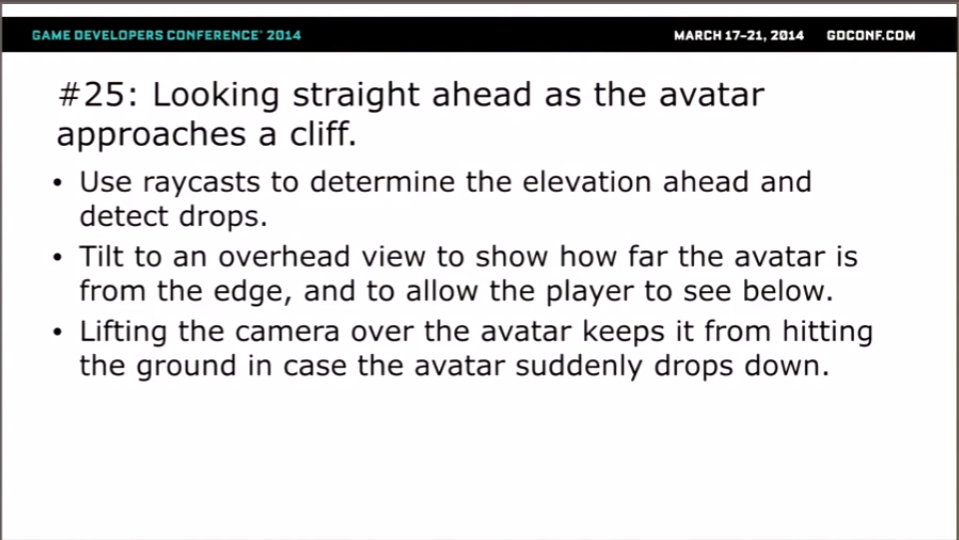 GAME DEVELOPERS CONFERENCE® 2014
MARCH 17–21, 2014 GDCONF.COM
#25: Looking straight ahead as the avatar
approaches a cliff.
• Use raycasts to determine the elevation ahead and
detect drops.
• Tilt to an overhead view to show how far the avatar is
from the edge, and to allow the player to see below.
• Lifting the camera over the avatar keeps it from hitting
the ground in case the avatar suddenly drops down.